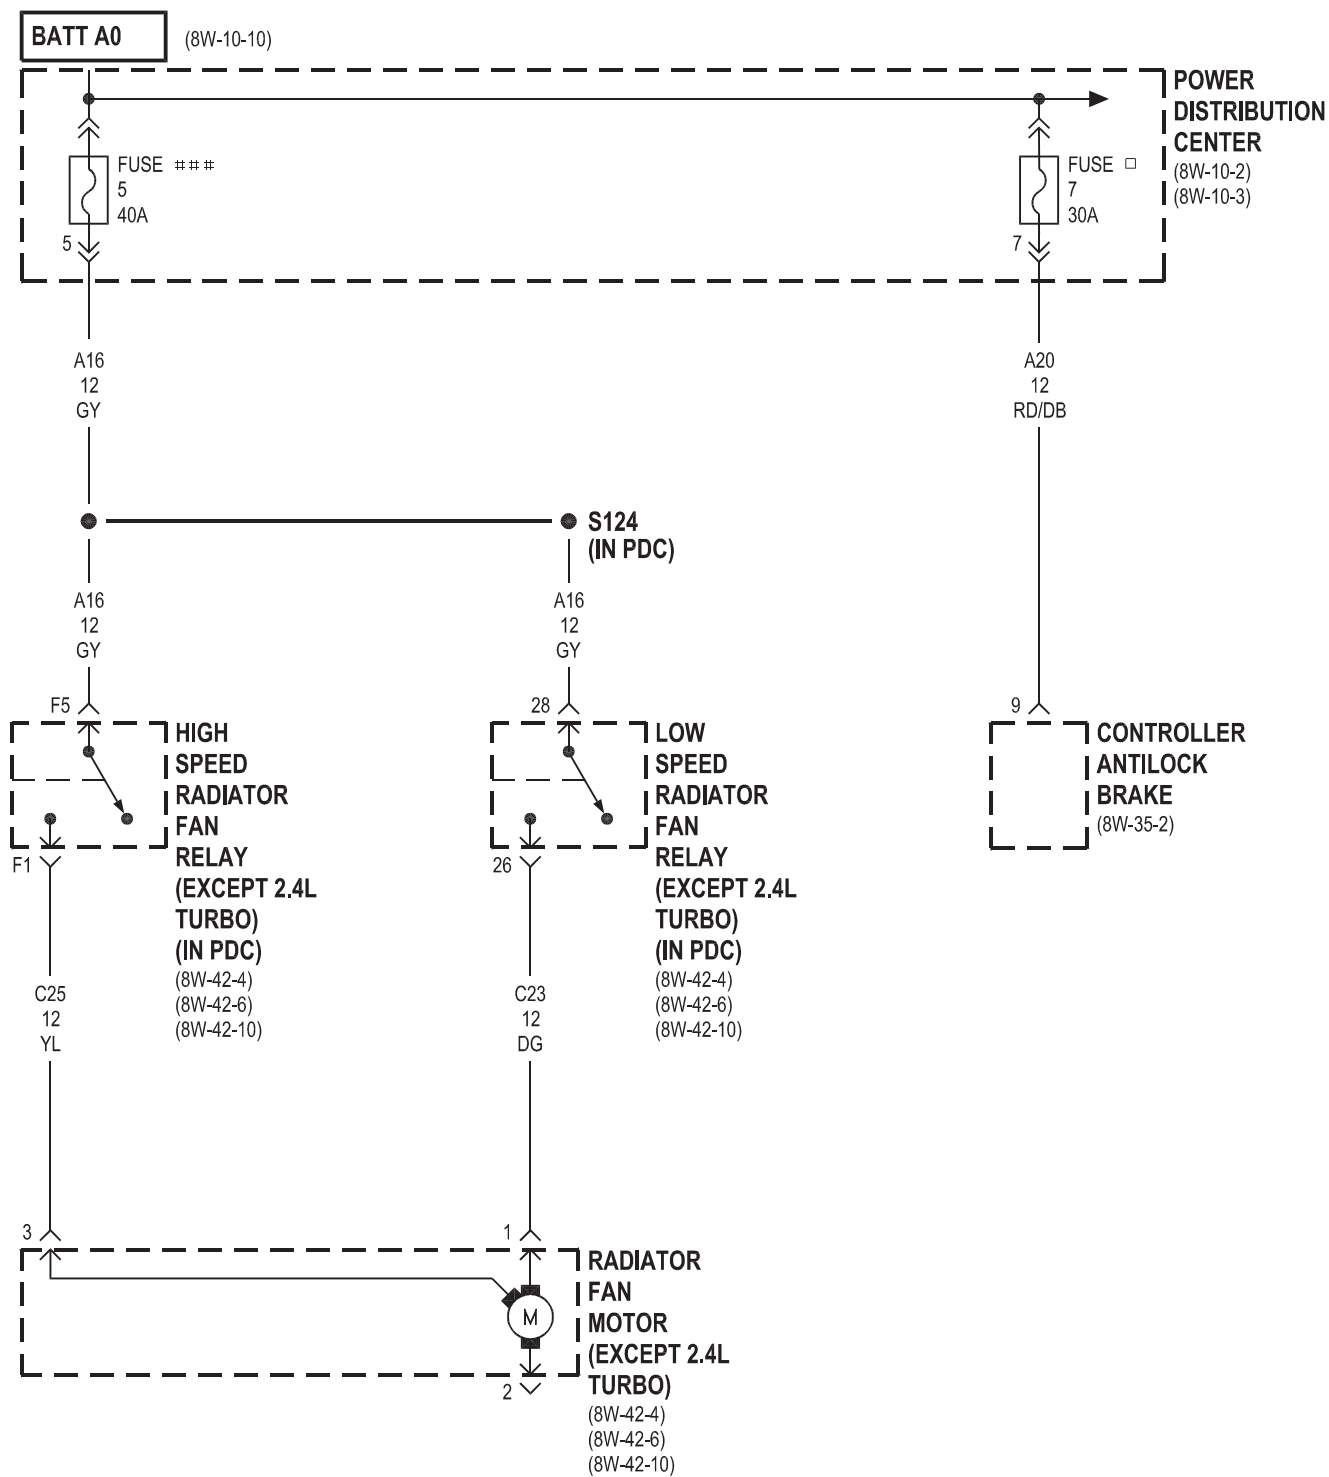 BATT A0
(8W-10-10)
POWER
DISTRIBUTION
CENTER
(8W-10-2)
(8W-10-3)
FUSE ⌗⌗⌗
5
40A
5
FUSE □
7
30A
7
A16
12
GY
A20
12
RD/DB
S124
(IN PDC)
A16
12
GY
A16
12
GY
F5
HIGH
SPEED
RADIATOR
FAN
RELAY
(EXCEPT 2.4L
TURBO)
(IN PDC)
(8W-42-4)
(8W-42-6)
(8W-42-10)
F1
28
LOW
SPEED
RADIATOR
FAN
RELAY
(EXCEPT 2.4L
TURBO)
(IN PDC)
(8W-42-4)
(8W-42-6)
(8W-42-10)
26
9
CONTROLLER
ANTILOCK
BRAKE
(8W-35-2)
C25
12
YL
C23
12
DG
3
1
RADIATOR
FAN
MOTOR
(EXCEPT 2.4L
TURBO)
(8W-42-4)
(8W-42-6)
(8W-42-10)
M
2